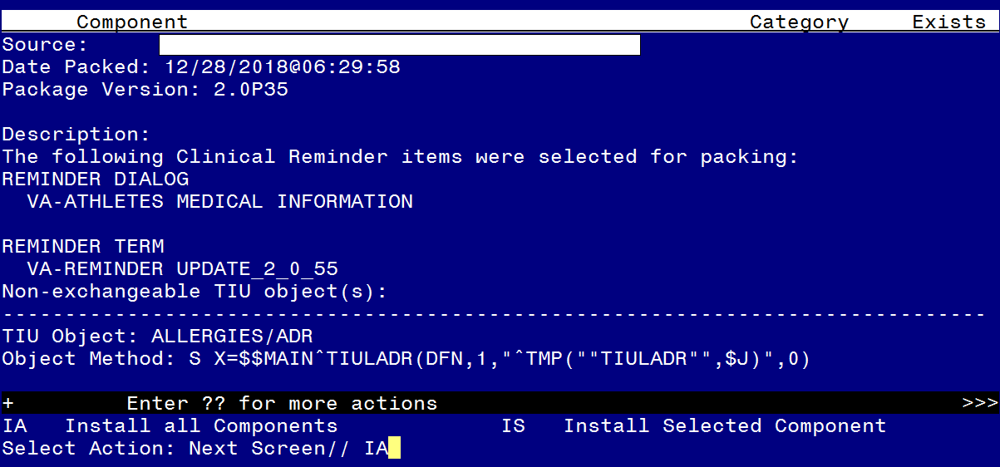 Component Category Exists
Source:
Date Packed: 12/28/2018@06:29:58
Package Version: 2.0P35
Description:
The following Clinical Reminder items were selected for packing:
REMINDER DIALOG
VA-ATHLETES MEDICAL INFORMATION
REMINDER TERM
VA-REMINDER UPDATE_2_0_55
Non-exchangeable TIU object(s):
-------------------------------------------------------------------------------
TIU Object: ALLERGIES/ADR
Object Method: S X=$$MAIN^TIULADR(DFN,1,"^TMP(""TIULADR"",$J)",0)
+ Enter ?? for more actions >>>
IA Install all Components IS Install Selected Component
Select Action: Next Screen// IA